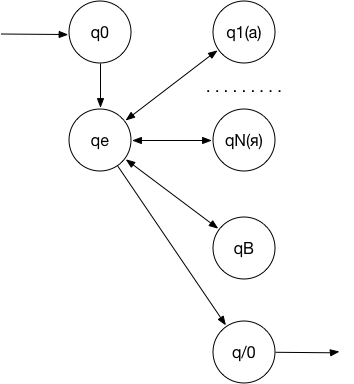 q0
q1(а)
.........
qe
qN(я)
qB
q/0